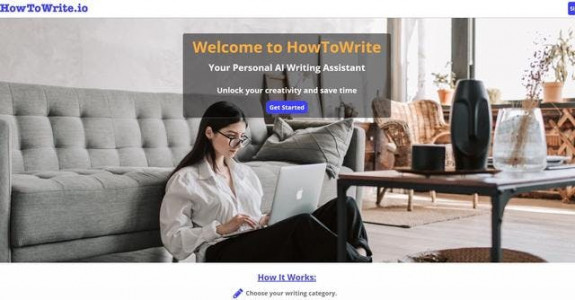 HowToWrite.io
Welcome to HowToWrite
Your Personal AI Writing Assistant
Unlock your creativity and save time
Get Started
How It Works:
Choose your writing category.